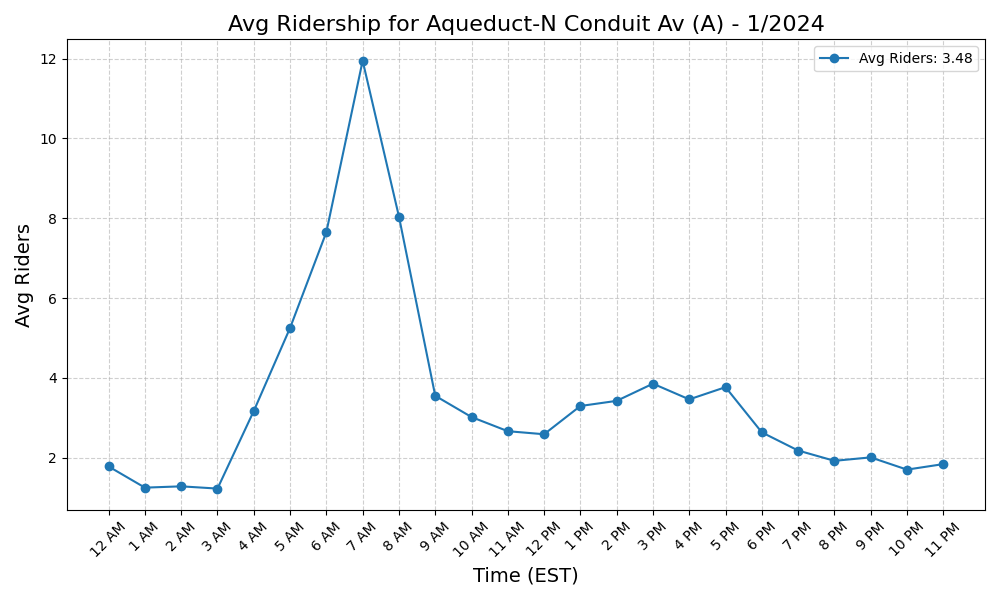 Avg Ridership for Aqueduct-N Conduit Av (A) - 1/2024
Avg Riders: 3.48
Avg Riders
12
10
8
6
4
2
12 AM
1 AM
2 AM
3 AM
4 AM
5 AM
6 AM
7 AM
8 AM
9 AM
10 AM
11 AM
12 PM
1 PM
2 PM
3 PM
4 PM
5 PM
6 PM
7 PM
8 PM
9 PM
10 PM
11 PM
Time (EST)